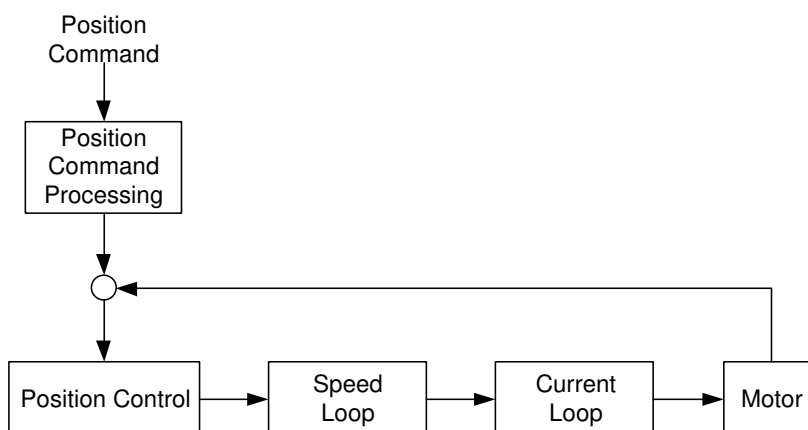 Position
Command
Position
Command
Processing
Position Control
Speed
Loop
Current
Loop
Motor